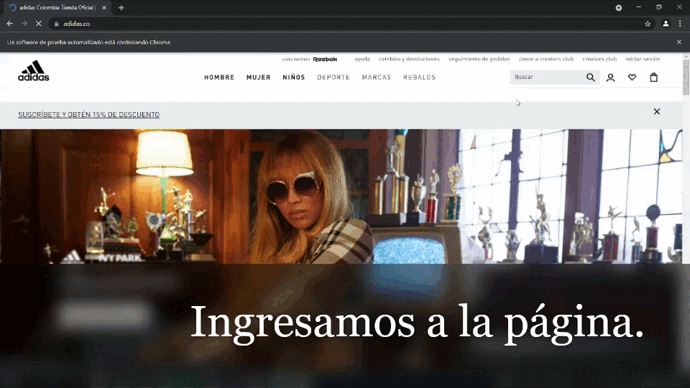 adidas Colombia Tienda Oficial |
adidas.co
Un software de prueba automatizado está controlando Chrome.
visita también Reebok ayuda cambios y devoluciones seguimiento de pedidos únete a creators club creators club iniciar sesión
adidas
HOMBRE MUJER NIÑOS DEPORTE MARCAS REGALOS
Buscar
SUSCRÍBETE Y OBTÉN 15% DE DESCUENTO
IVY PARK
Ingresamos a la página.